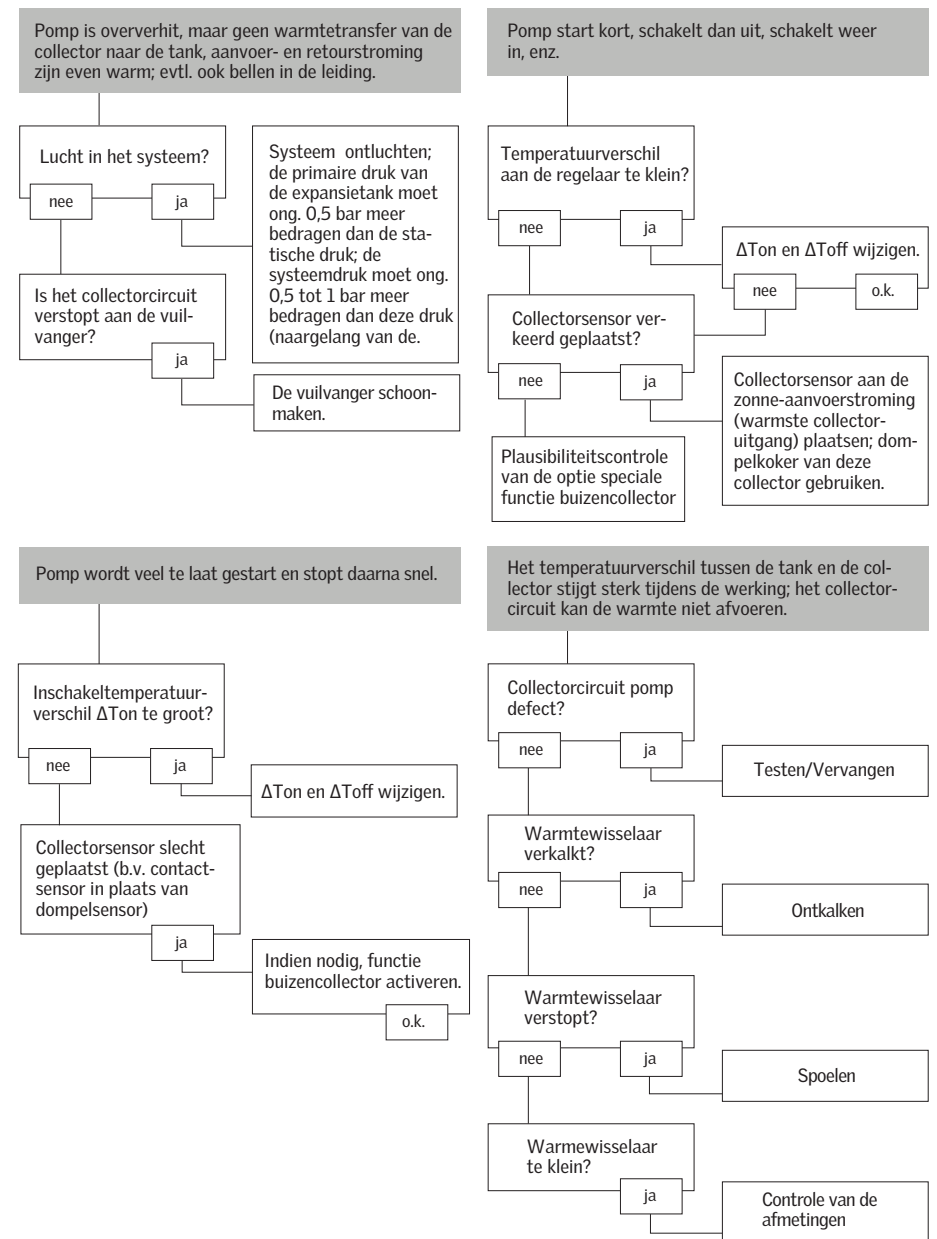 Pomp is oververhit, maar geen warmtetransfer van de
collector naar de tank, aanvoer- en retourstroming
zijn even warm; evtl. ook bellen in de leiding.
Lucht in het systeem?
nee
ja
Systeem ontluchten;
de primaire druk van
de expansietank moet
ong. 0,5 bar meer
bedragen dan de sta-
tische druk; de
systeemdruk moet ong.
0,5 tot 1 bar meer
bedragen dan deze druk
(naargelang van de.
Is het collectorcircuit
verstopt aan de vuil-
vanger?
ja
De vuilvanger schoon-
maken.
Pomp start kort, schakelt dan uit, schakelt weer
in, enz.
Temperatuurverschil
aan de regelaar te klein?
nee
ja
ΔTon en ΔToff wijzigen.
nee
o.k.
Collectorsensor ver-
keerd geplaatst?
nee
ja
Collectorsensor aan de
zonne-aanvoerstroming
(warmste collector-
uitgang) plaatsen; dom-
pelkoker van deze
collector gebruiken.
Plausibiliteitscontrole
van de optie speciale
functie buizencollector
Pomp wordt veel te laat gestart en stopt daarna snel.
Inschakeltemperatuur-
verschil ΔTon te groot?
nee
ja
ΔTon en ΔToff wijzigen.
Collectorsensor slecht
geplaatst (b.v. contact-
sensor in plaats van
dompelsensor)
ja
Indien nodig, functie
buizencollector activeren.
o.k.
Het temperatuurverschil tussen de tank en de col-
lector stijgt sterk tijdens de werking; het collector-
circuit kan de warmte niet afvoeren.
Collectorcircuit pomp
defect?
nee
ja
Testen/Vervangen
Warmtewisselaar
verkalkt?
nee
ja
Ontkalken
Warmtewisselaar
verstopt?
nee
ja
Spoelen
Warmewisselaar
te klein?
ja
Controle van de
afmetingen